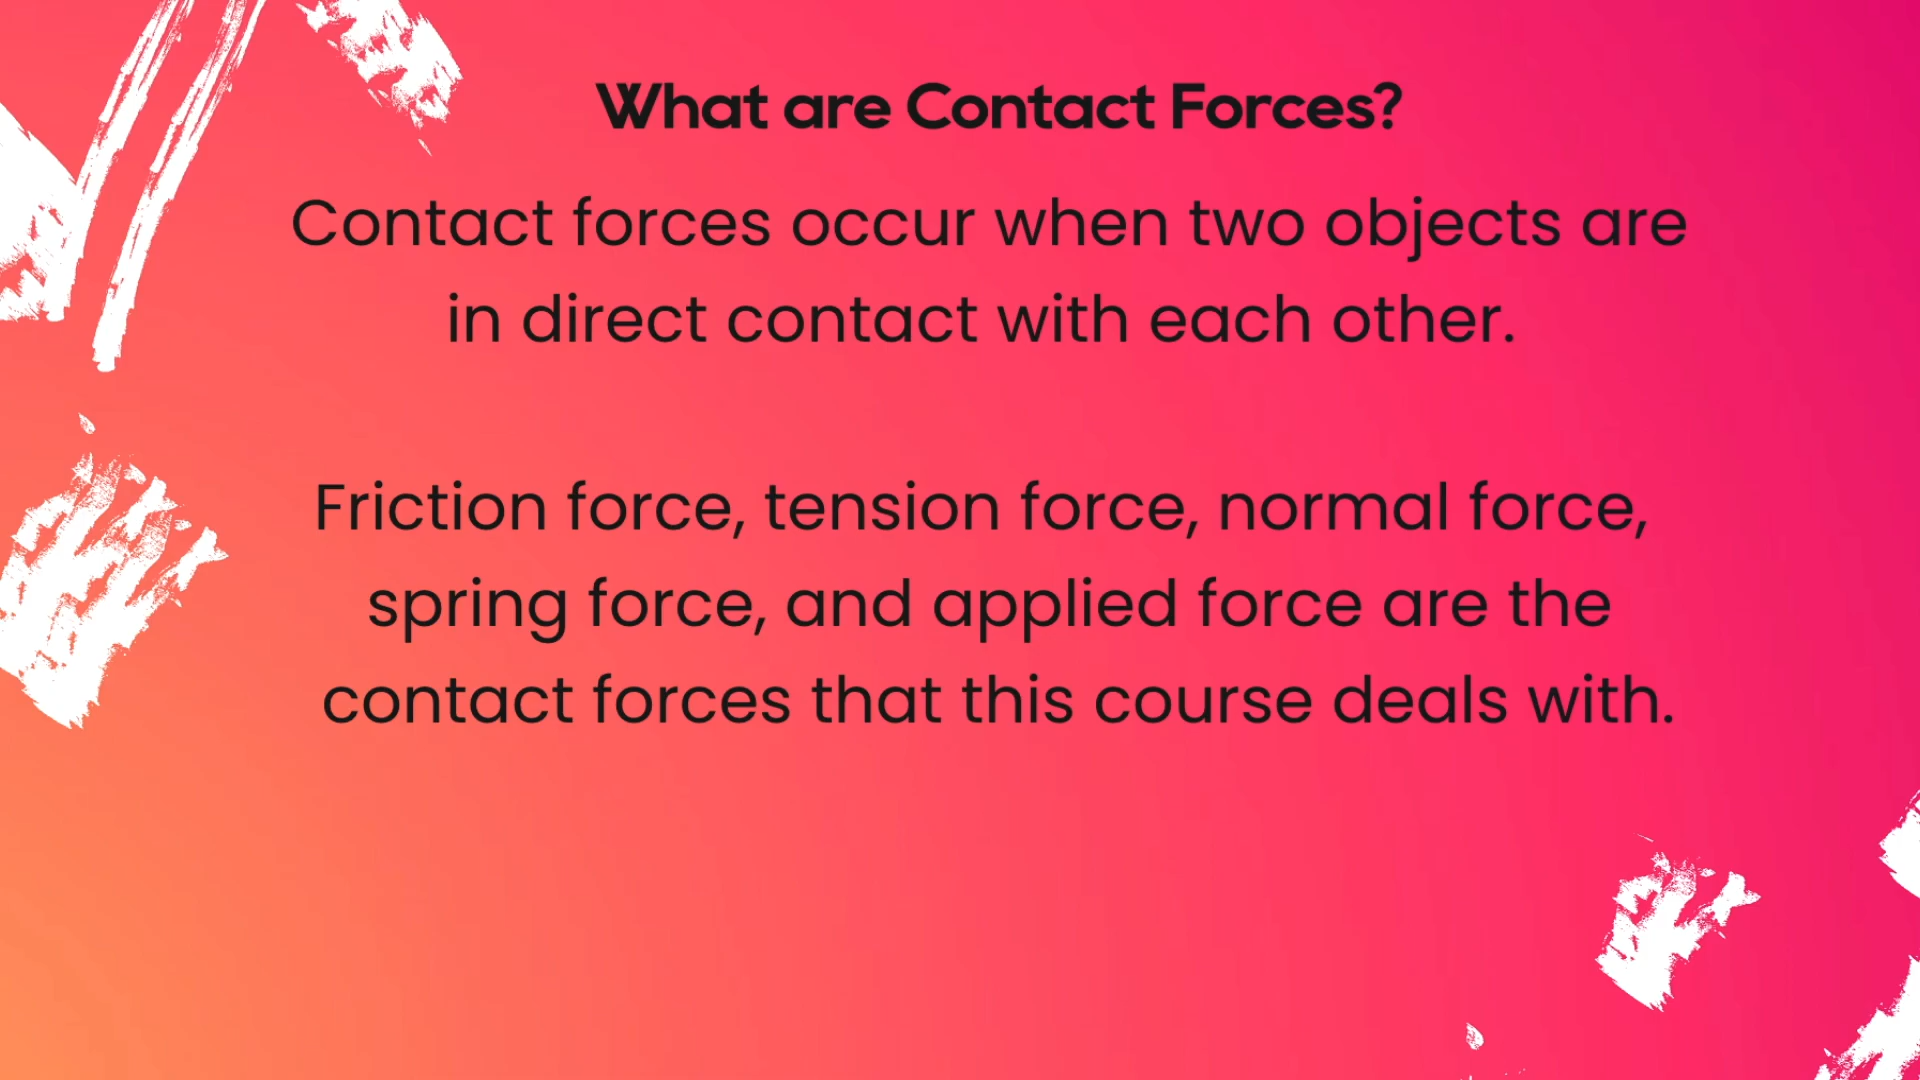 What are Contact Forces?
Contact forces occur when two objects are
in direct contact with each other.
Friction force, tension force, normal force,
spring force, and applied force are the
contact forces that this course deals with.